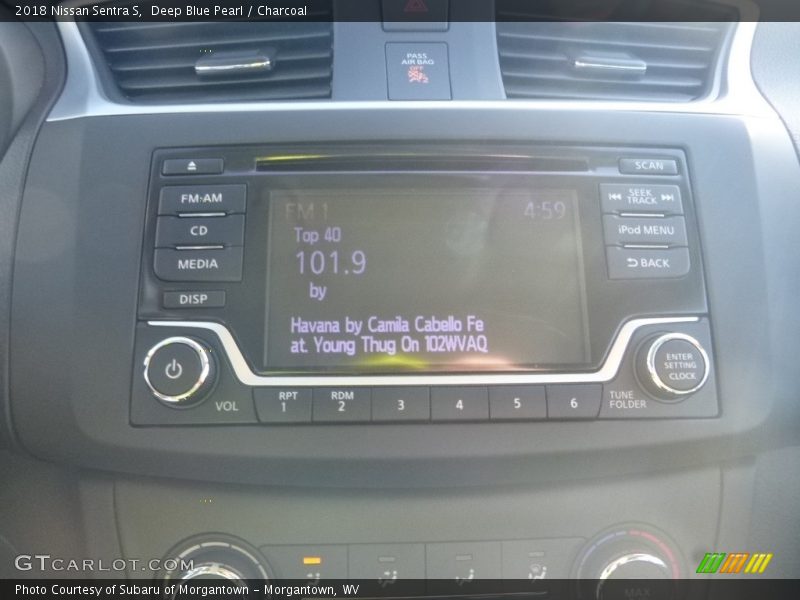 2018 Nissan Sentra S,  Deep Blue Pearl / Charcoal
PASS
AIR BAG
OFF
SCAN
FM·AM
CD
MEDIA
DISP
FM 1
4:59
Top 40
101.9
by
Havana by Camila Cabello Fe
at. Young Thug On 102WVAQ
SEEK
TRACK
iPod MENU
BACK
ENTER
SETTING
CLOCK
VOL
RPT
1
RDM
2
3
4
5
6
TUNE
FOLDER
MAX
GTCARLOT.COM
Photo Courtesy of Subaru of Morgantown - Morgantown, WV